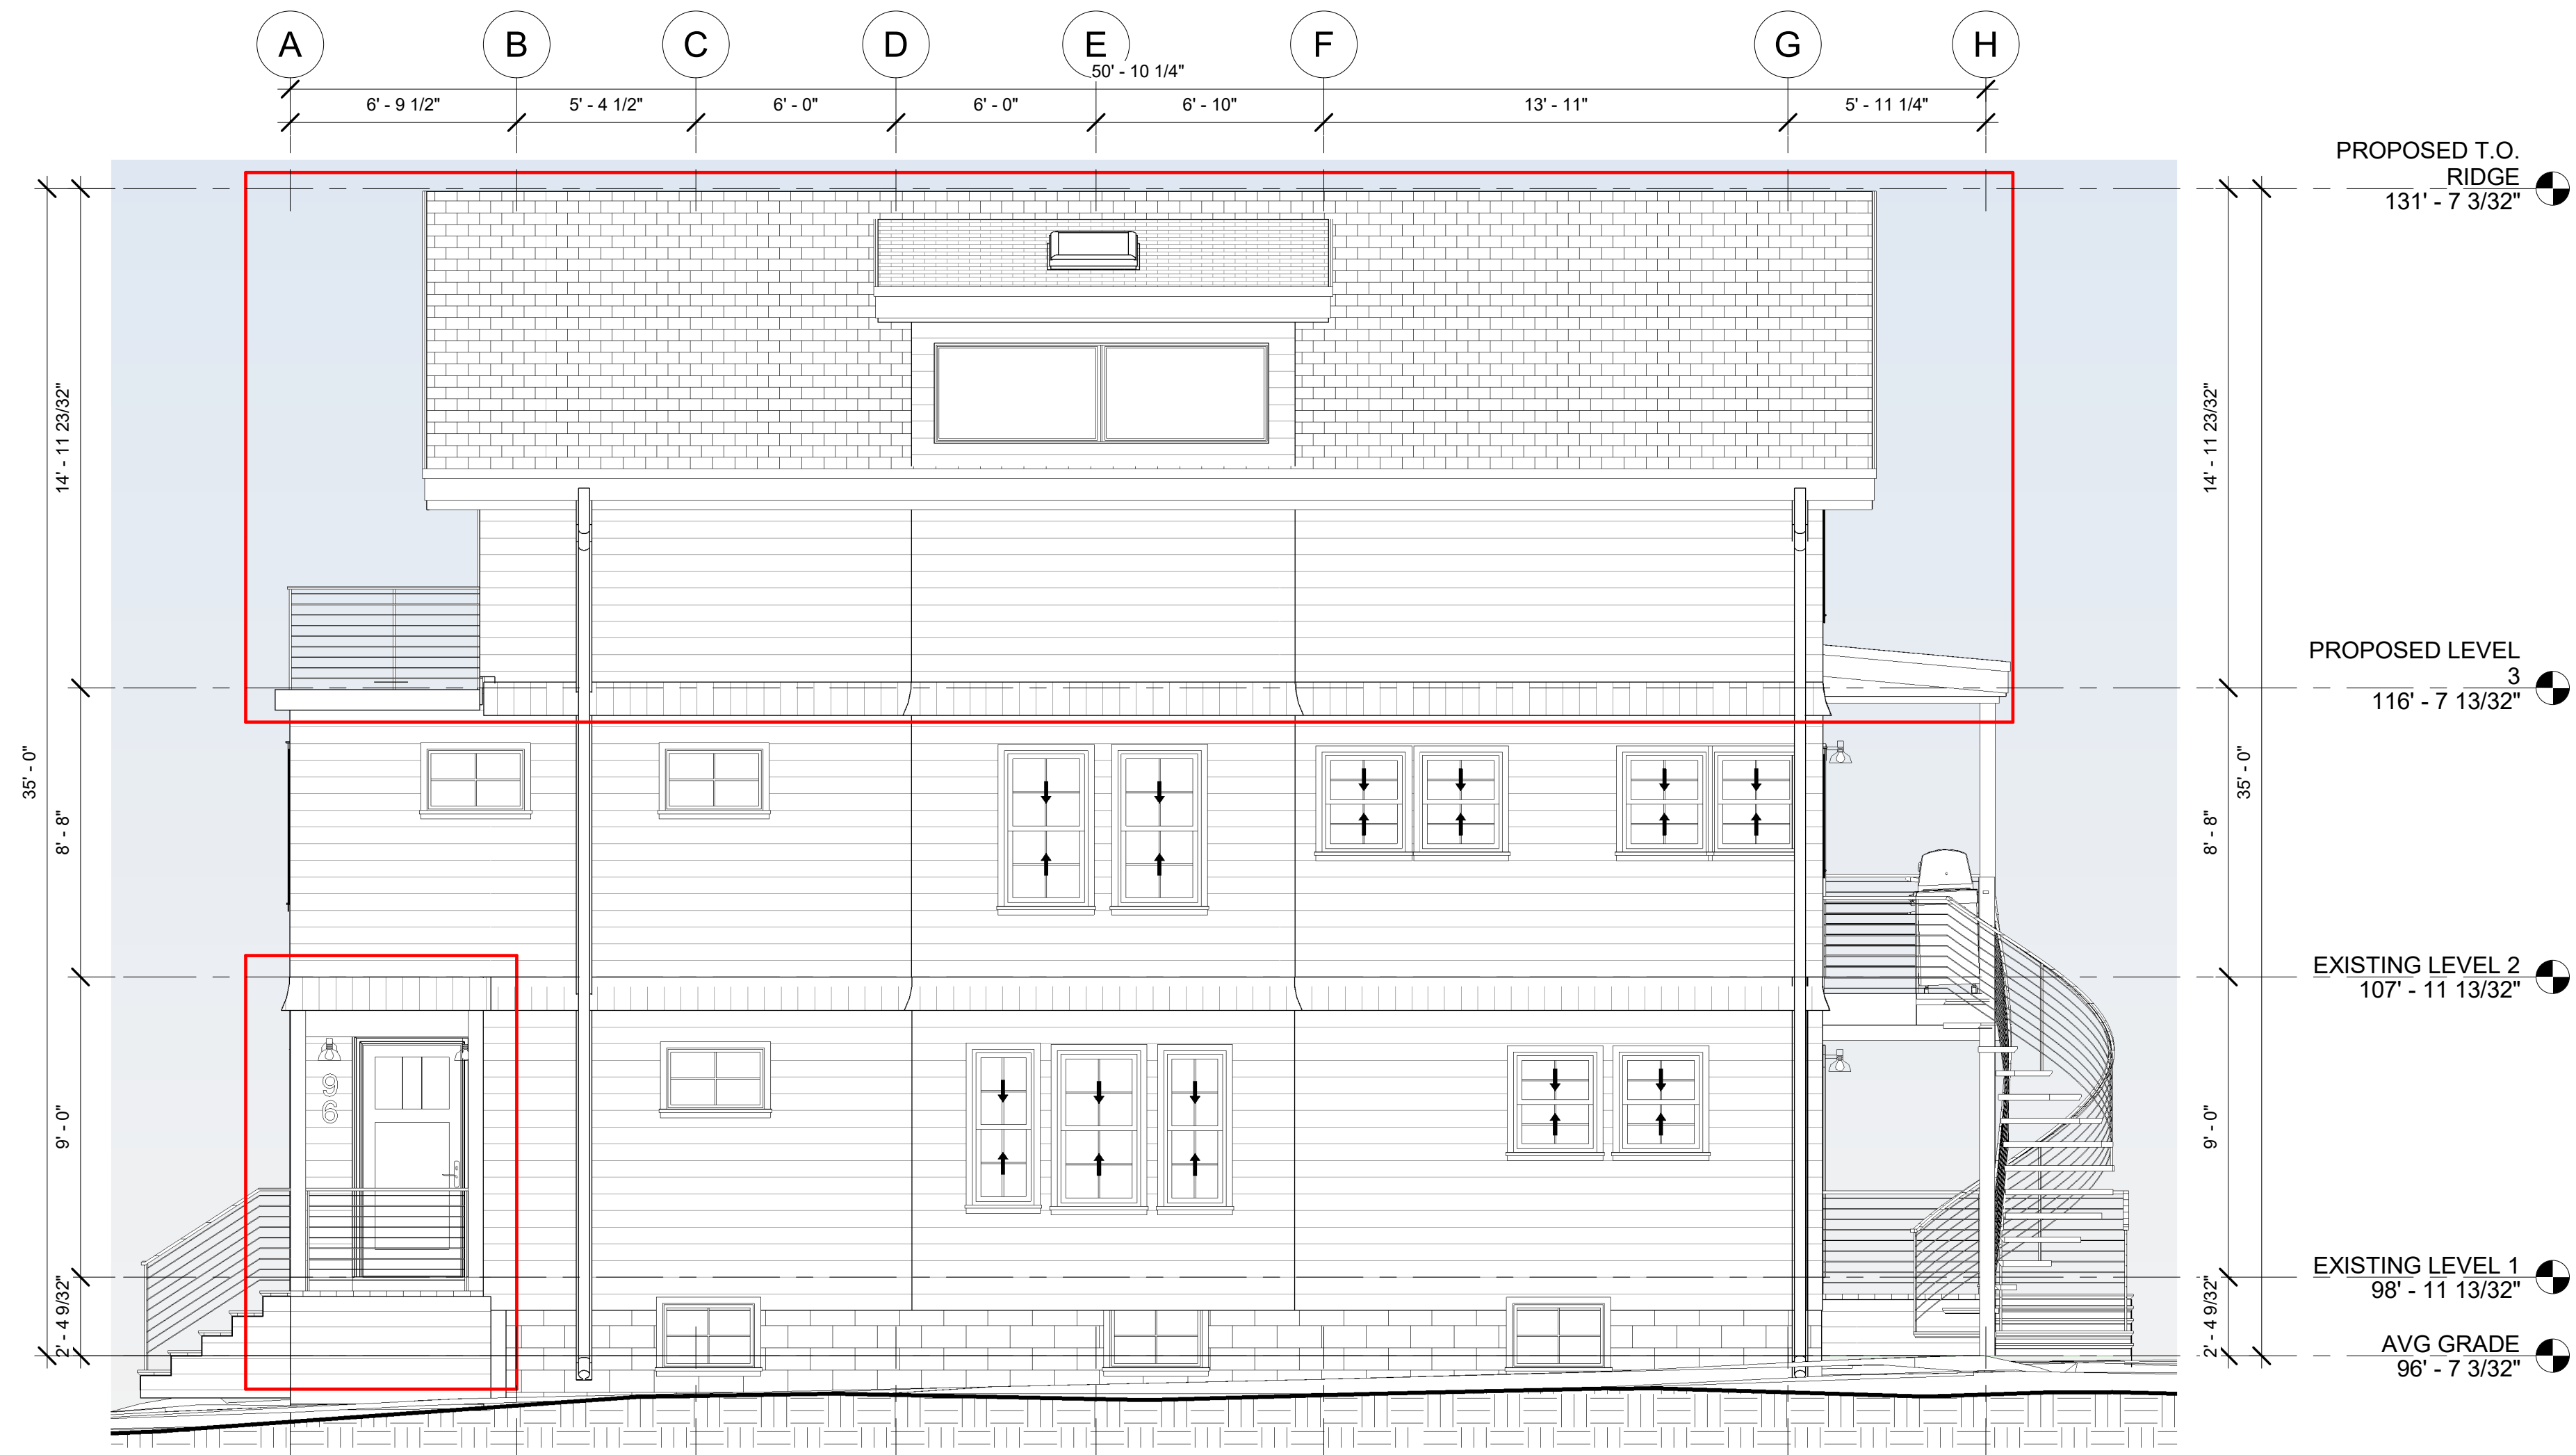 A B C D E F G H
50' - 10 1/4"
6' - 9 1/2" 5' - 4 1/2" 6' - 0" 6' - 0" 6' - 10" 13' - 11" 5' - 11 1/4"
PROPOSED T.O.
RIDGE
131' - 7 3/32"
14' - 11 23/32" 14' - 11 23/32"
PROPOSED LEVEL
3
116' - 7 13/32"
35' - 0" 35' - 0"
8' - 8" 8' - 8"
EXISTING LEVEL 2
107' - 11 13/32"
9
6
9' - 0" 9' - 0"
EXISTING LEVEL 1
98' - 11 13/32"
2' - 4 9/32" 2' - 4 9/32"
AVG GRADE
96' - 7 3/32"